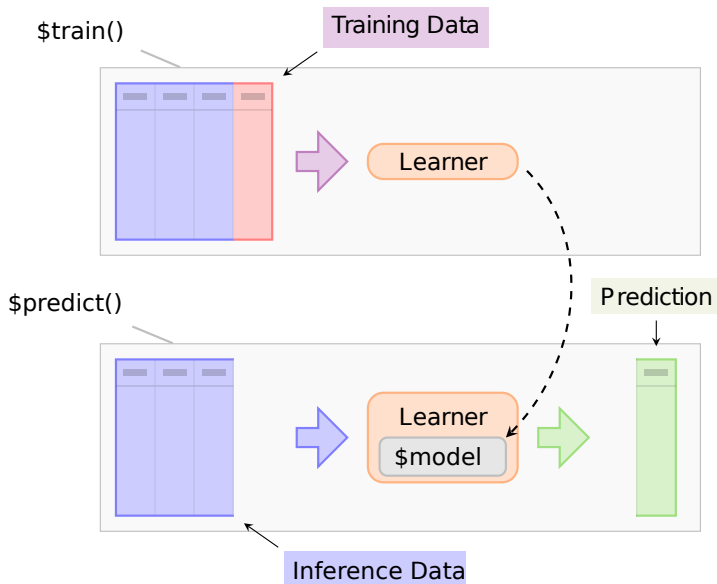 $train()
Training Data
Learner
$predict()
Prediction
Learner
$model
Inference Data